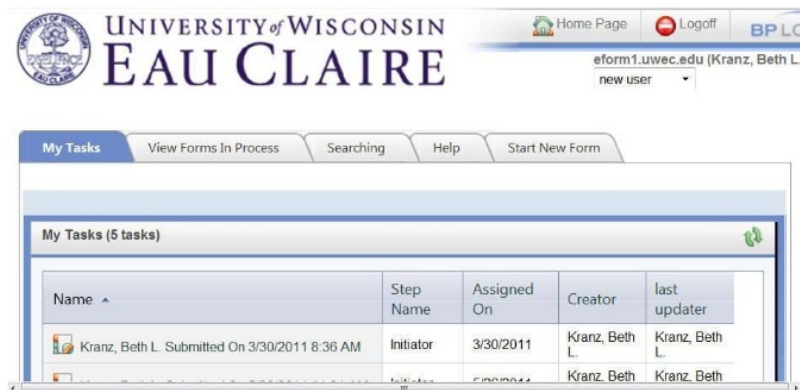 UNIVERSITY of WISCONSIN
EAU CLAIRE
Home Page
Logoff
BP LO
eform1.uwec.edu (Kranz, Beth L.
new user
My Tasks
View Forms In Process
Searching
Help
Start New Form
My Tasks (5 tasks)
Name
Step Name
Assigned On
Creator
last updater
Kranz, Beth L. Submitted On 3/30/2011 8:36 AM
Initiator
3/30/2011
Kranz, Beth L.
Kranz, Beth L.
Kranz, Beth
Kranz, Beth